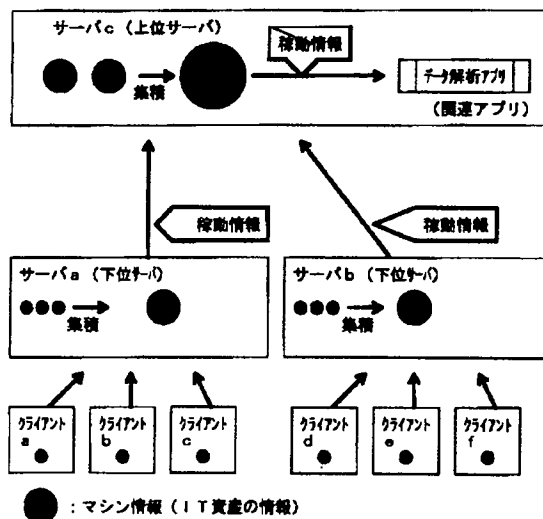 サーバc（上位サーバ）
稼動情報
集積
データ解析アプリ
（関連アプリ）
稼動情報
稼動情報
サーバa（下位サーバ）
集積
サーバb（下位サーバ）
集積
クライアント
a
クライアント
b
クライアント
c
クライアント
d
クライアント
e
クライアント
f
：マシン情報（IT資産の情報）